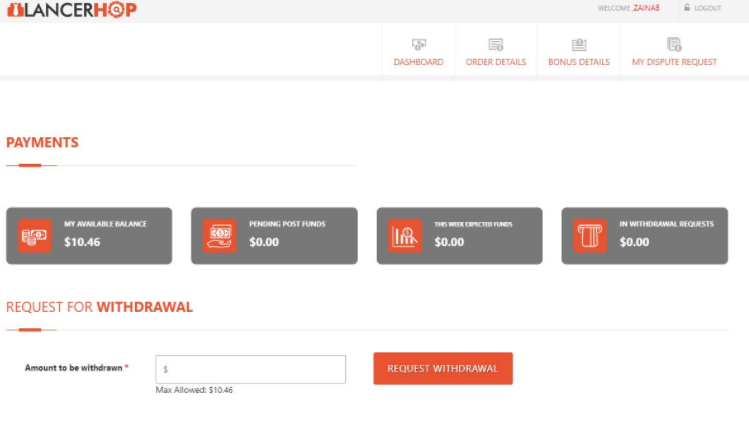 LANCERHOP
WELCOME ,ZAINAB
LOGOUT
DASHBOARD
ORDER DETAILS
BONUS DETAILS
MY DISPUTE REQUEST
PAYMENTS
MY AVAILABLE BALANCE
$10.46
PENDING POST FUNDS
$0.00
THIS WEEK EXPECTED FUNDS
$0.00
IN WITHDRAWAL REQUESTS
$0.00
REQUEST FOR WITHDRAWAL
Amount to be withdrawn *
$
REQUEST WITHDRAWAL
Max Allowed: $10.46